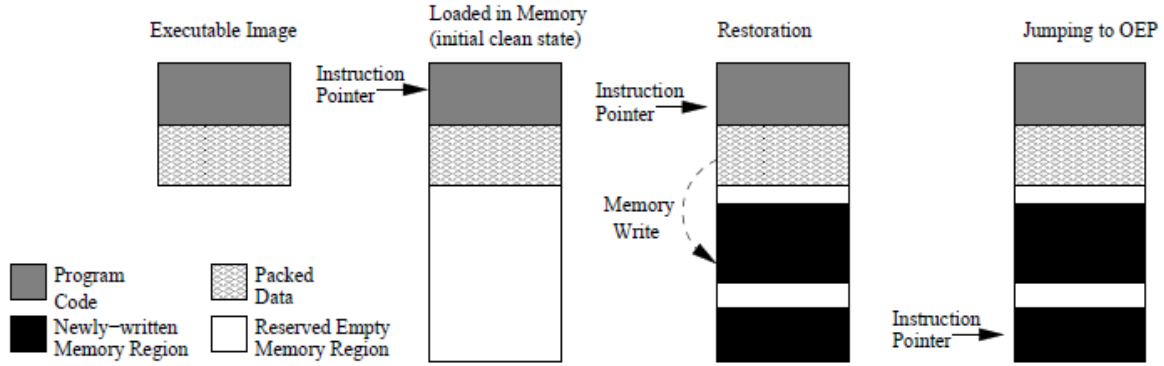 Executable Image
Loaded in Memory
(initial clean state)
Restoration
Jumping to OEP
Instruction
Pointer
Instruction
Pointer
Memory
Write
Instruction
Pointer
Program
Code
Packed
Data
Newly−written
Memory Region
Reserved Empty
Memory Region